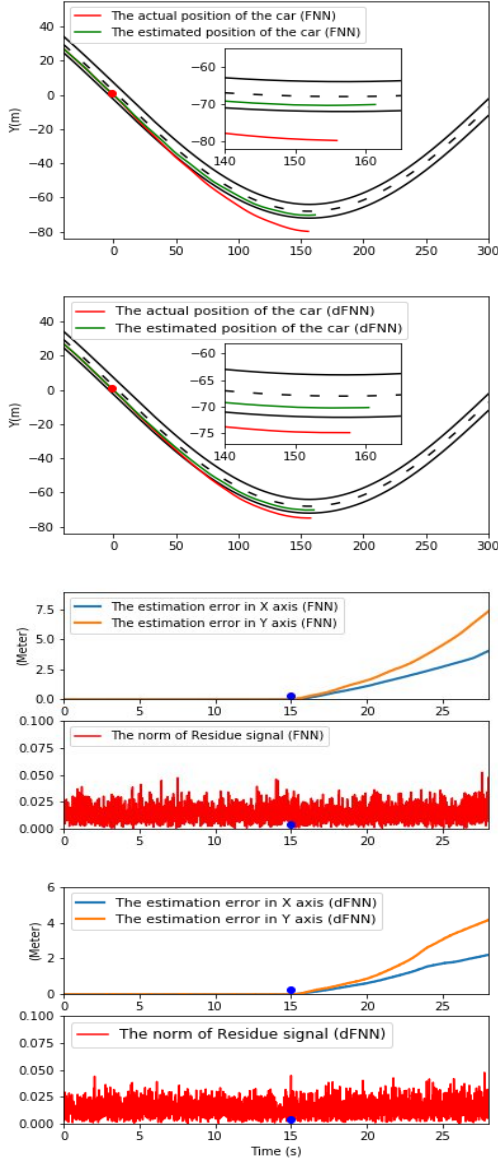 The actual position of the car (FNN)
The estimated position of the car (FNN)
40
20
0
−20
−40
−60
−80
Y(m)
−60
−70
−80
140 150 160
0 50 100 150 200 250 300
The actual position of the car (dFNN)
The estimated position of the car (dFNN)
40
20
0
−20
−40
−60
−80
Y(m)
−60
−65
−70
−75
140 150 160
0 50 100 150 200 250 300
The estimation error in X axis (FNN)
The estimation error in Y axis (FNN)
7.5
5.0
2.5
0.0
(Meter)
0 5 10 15 20 25
The norm of Residue signal (FNN)
0.100
0.075
0.050
0.025
0.000
0 5 10 15 20 25
The estimation error in X axis (dFNN)
The estimation error in Y axis (dFNN)
6
4
2
0
(Meter)
0 5 10 15 20 25
The norm of Residue signal (dFNN)
0.100
0.075
0.050
0.025
0.000
0 5 10 15 20 25
Time (s)